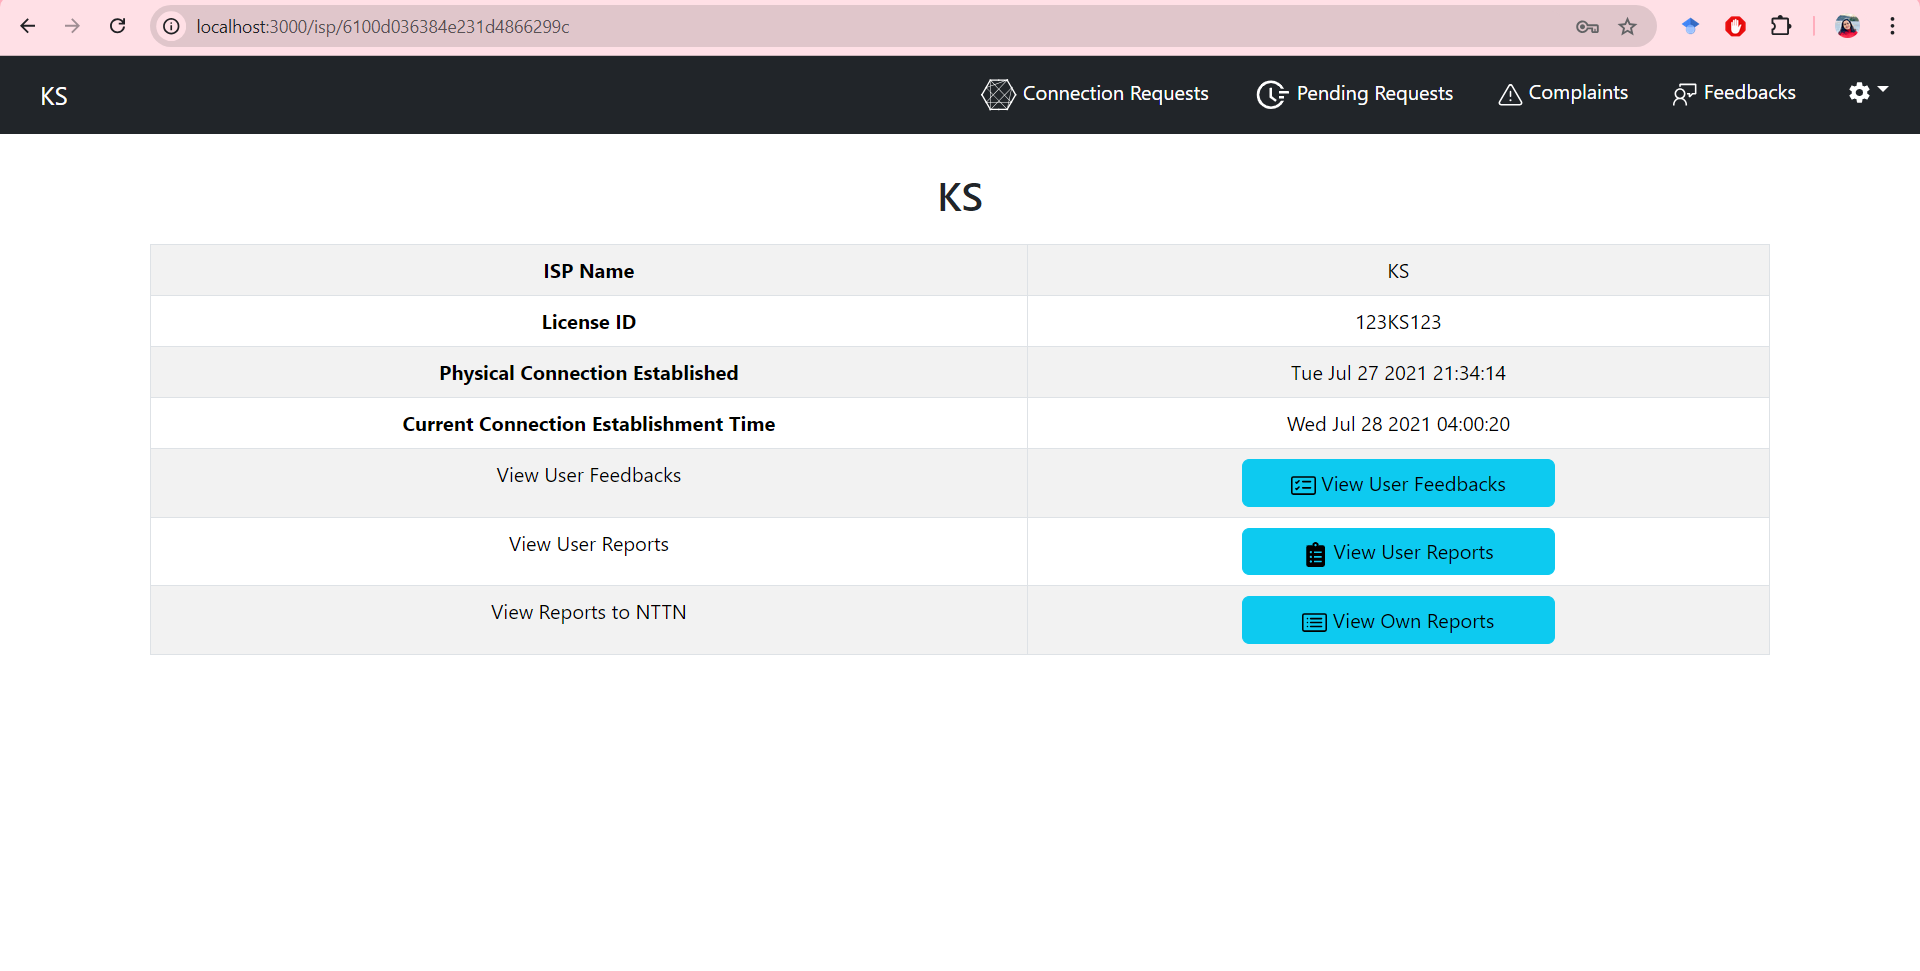 localhost:3000/isp/6100d036384e231d4866299c
KS
Connection Requests
Pending Requests
Complaints
Feedbacks
KS
ISP Name KS
License ID 123KS123
Physical Connection Established Tue Jul 27 2021 21:34:14
Current Connection Establishment Time Wed Jul 28 2021 04:00:20
View User Feedbacks View User Feedbacks
View User Reports View User Reports
View Reports to NTTN View Own Reports